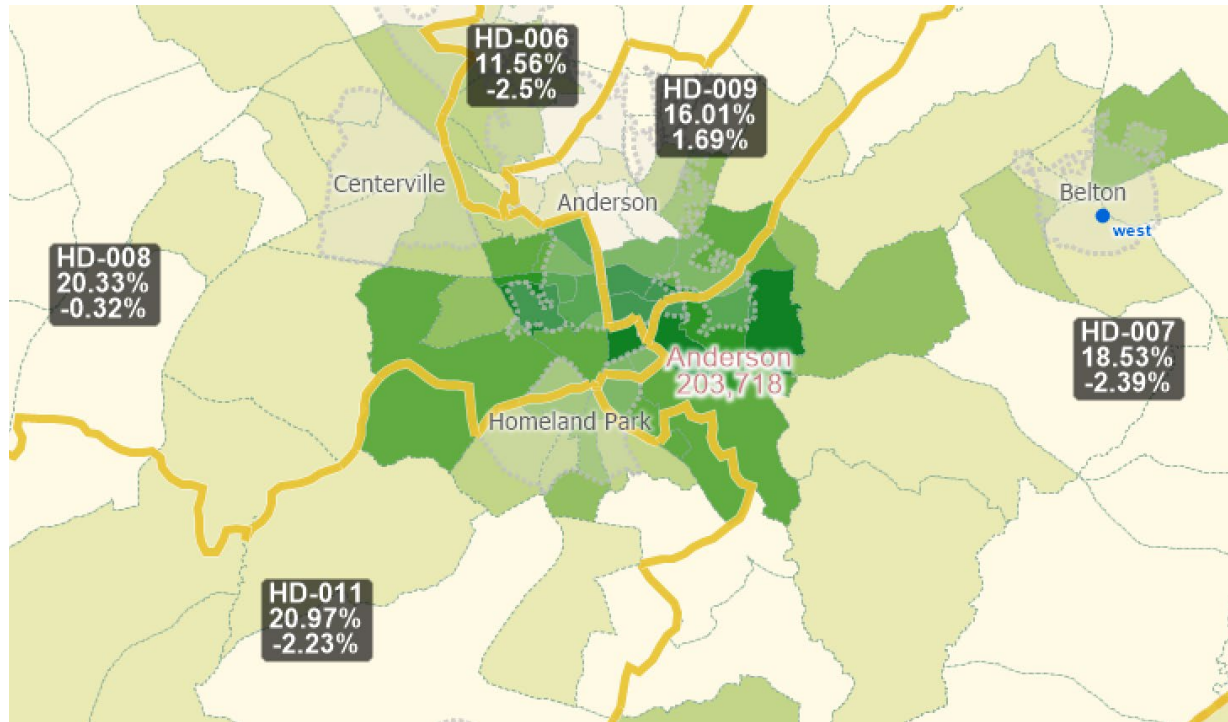 HD-006
11.56%
-2.5%
HD-009
16.01%
1.69%
Centerville
Anderson
Belton
west
HD-008
20.33%
-0.32%
HD-007
18.53%
-2.39%
Anderson
203,718
Homeland Park
HD-011
20.97%
-2.23%